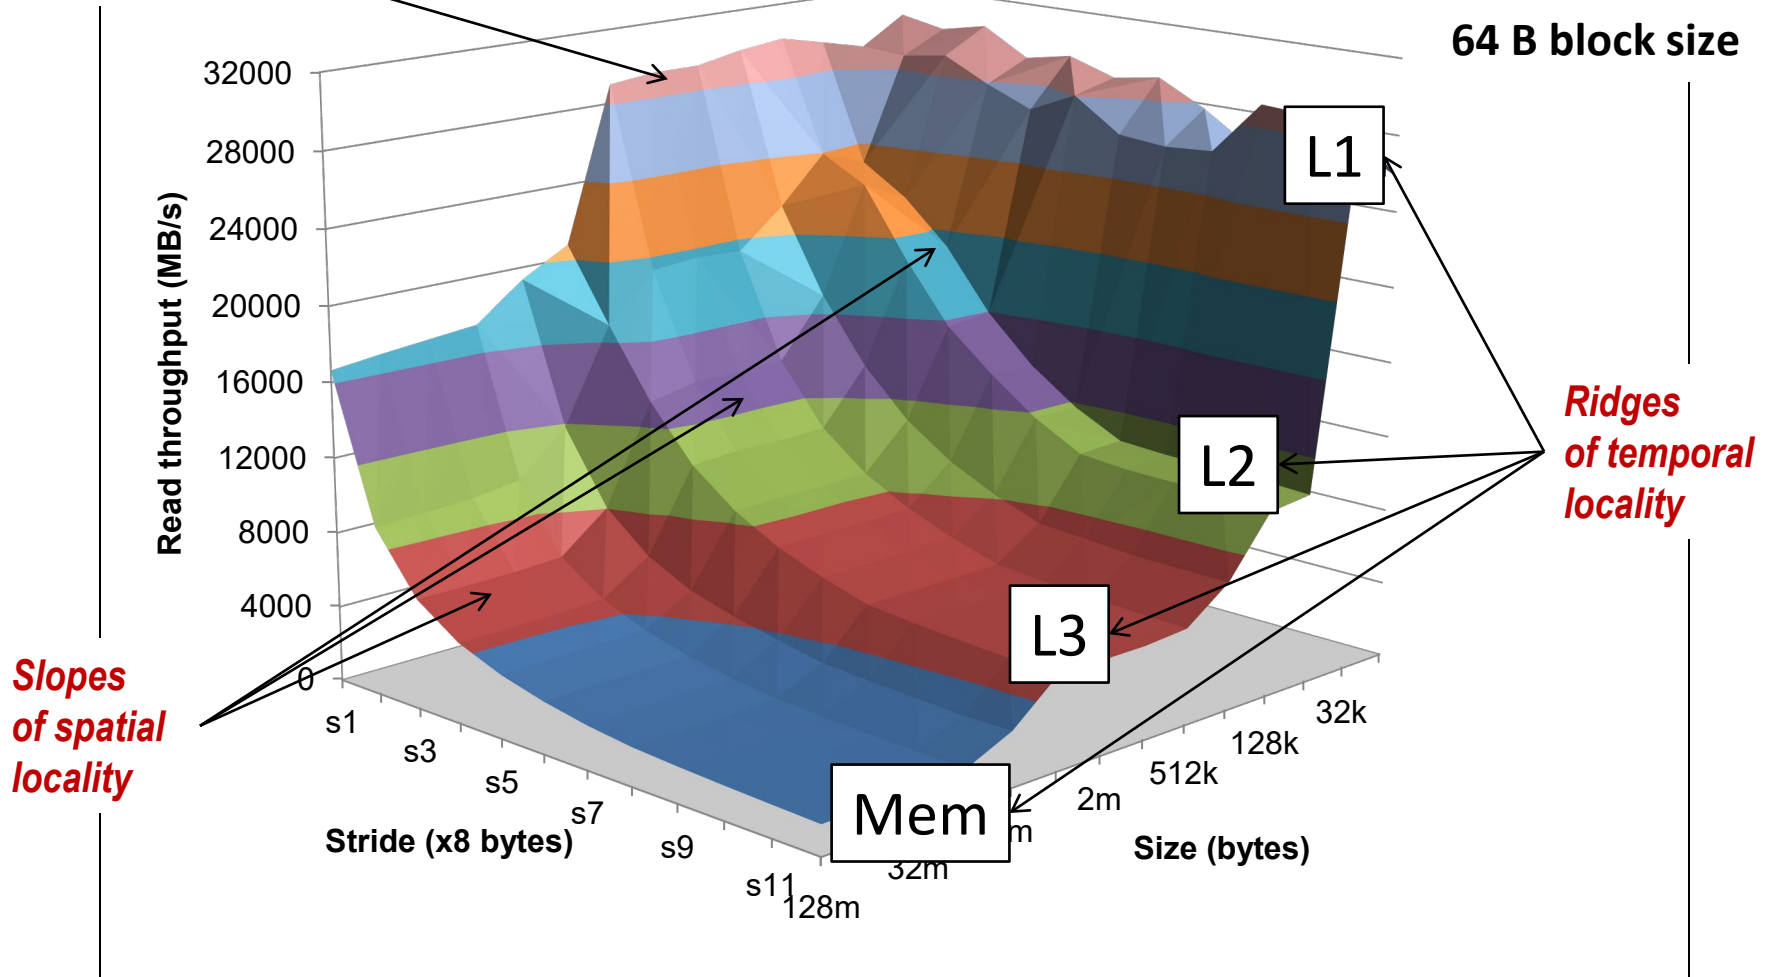 64 B block size
32000
28000
24000
20000
16000
12000
8000
4000
0
Read throughput (MB/s)
L1
L2
L3
Mem
Ridges
of temporal
locality
Slopes
of spatial
locality
s1
s3
s5
s7
s9
s11
Stride (x8 bytes)
128m
32m
m
2m
512k
128k
32k
Size (bytes)